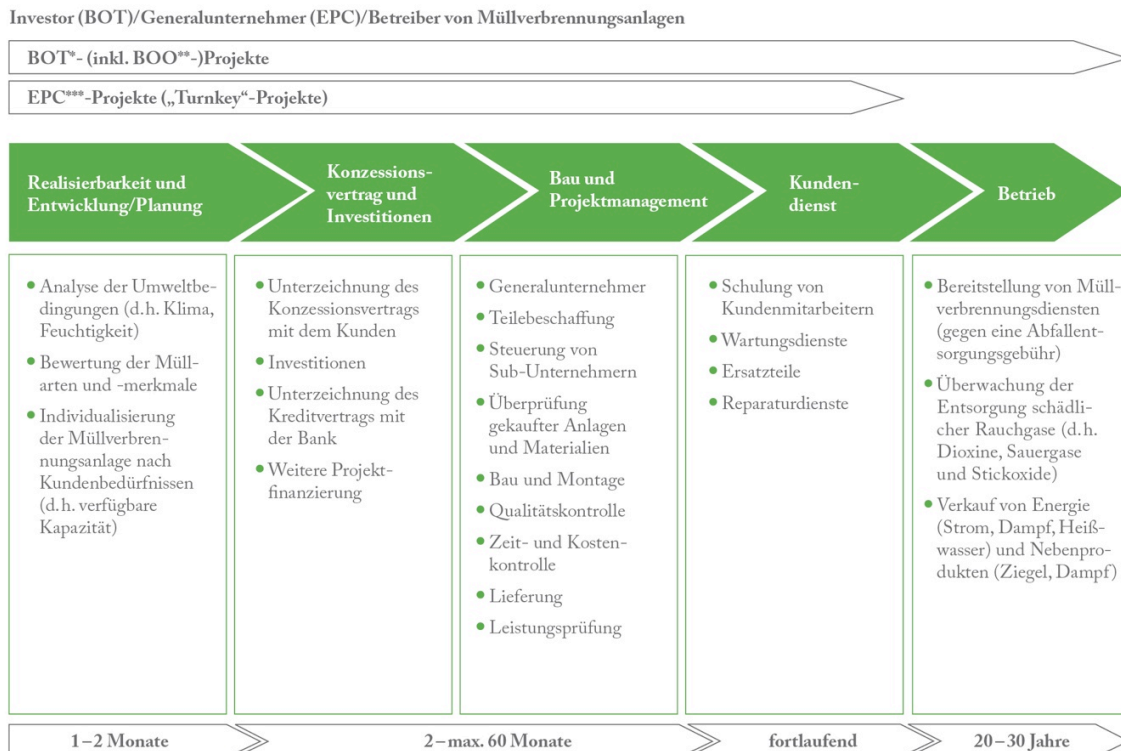 Investor (BOT)/Generalunternehmer (EPC)/Betreiber von Müllverbrennungsanlagen
BOT*- (inkl. BOO**-)Projekte
EPC***-Projekte („Turnkey“-Projekte)
Realisierbarkeit und
Entwicklung/Planung
Konzessions-
vertrag und
Investitionen
Bau und
Projektmanagement
Kunden-
dienst
Betrieb
• Analyse der Umweltbe-
dingungen (d. h. Klima,
Feuchtigkeit)
• Bewertung der Müll-
arten und -merkmale
• Individualisierung
der Müllverbren-
nungsanlage nach
Kundenbedürfnissen
(d. h. verfügbare
Kapazität)
• Unterzeichnung des
Konzessionsvertrags
mit dem Kunden
• Investitionen
• Unterzeichnung des
Kreditvertrags mit
der Bank
• Weitere Projekt-
finanzierung
• Generalunternehmer
• Teilebeschaffung
• Steuerung von
Sub-Unternehmern
• Überprüfung
gekaufter Anlagen
und Materialien
• Bau und Montage
• Qualitätskontrolle
• Zeit- und Kosten-
kontrolle
• Lieferung
• Leistungsprüfung
• Schulung von
Kundenmitarbeitern
• Wartungsdienste
• Ersatzteile
• Reparaturdienste
• Bereitstellung von Müll-
verbrennungsdiensten
(gegen eine Abfallent-
sorgungsgebühr)
• Überwachung der
Entsorgung schädli-
cher Rauchgase (d. h.
Dioxine, Sauergase
und Stickoxide)
• Verkauf von Energie
(Strom, Dampf, Heiß-
wasser) und Nebenpro-
dukten (Ziegel, Dampf)
1–2 Monate
2–max. 60 Monate
fortlaufend
20–30 Jahre